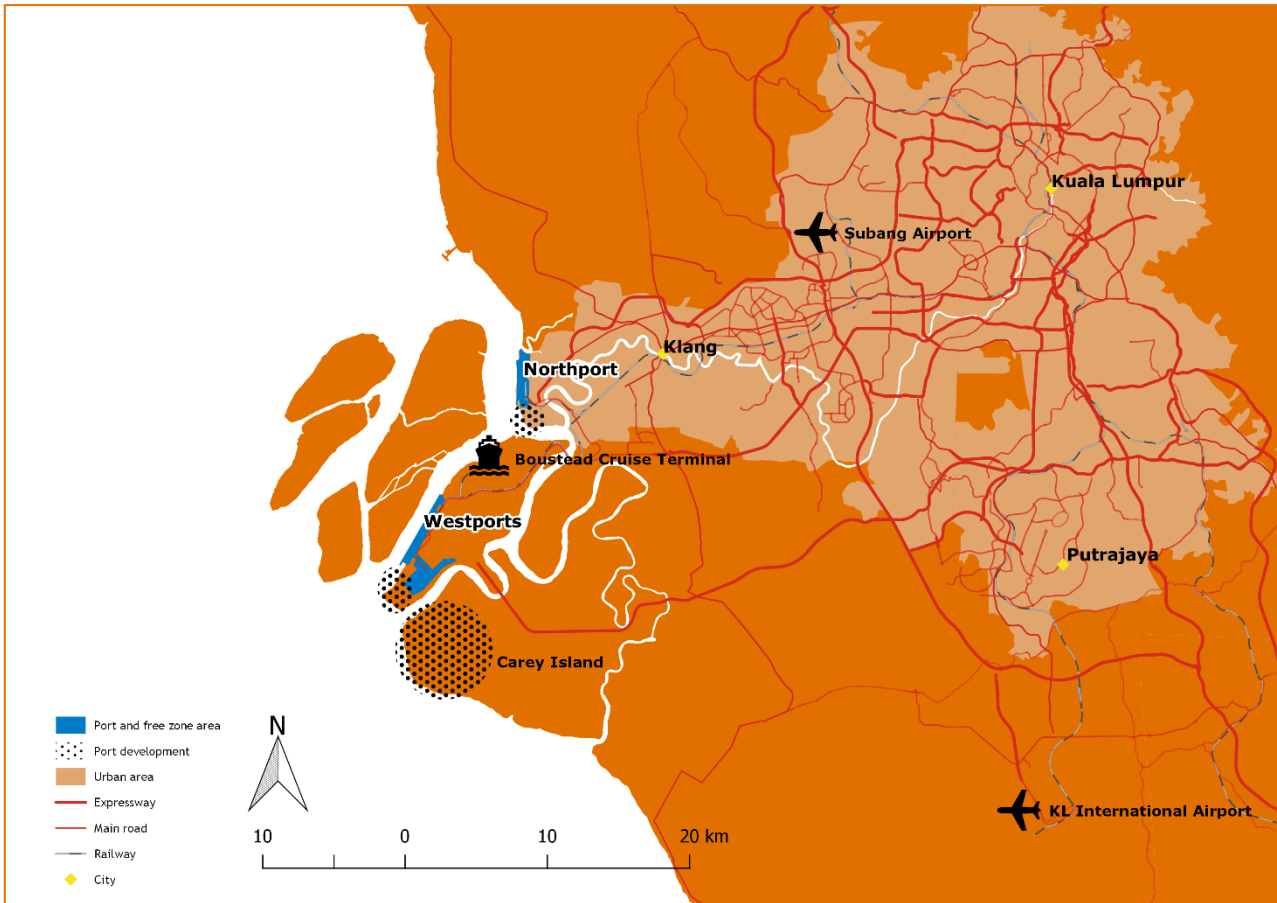 Kuala Lumpur
Subang Airport
Klang
Northport
Boustead Cruise Terminal
Westports
Putrajaya
Carey Island
KL International Airport
Port and free zone area
Port development
Urban area
Expressway
Main road
Railway
City
N
10 0 10 20 km